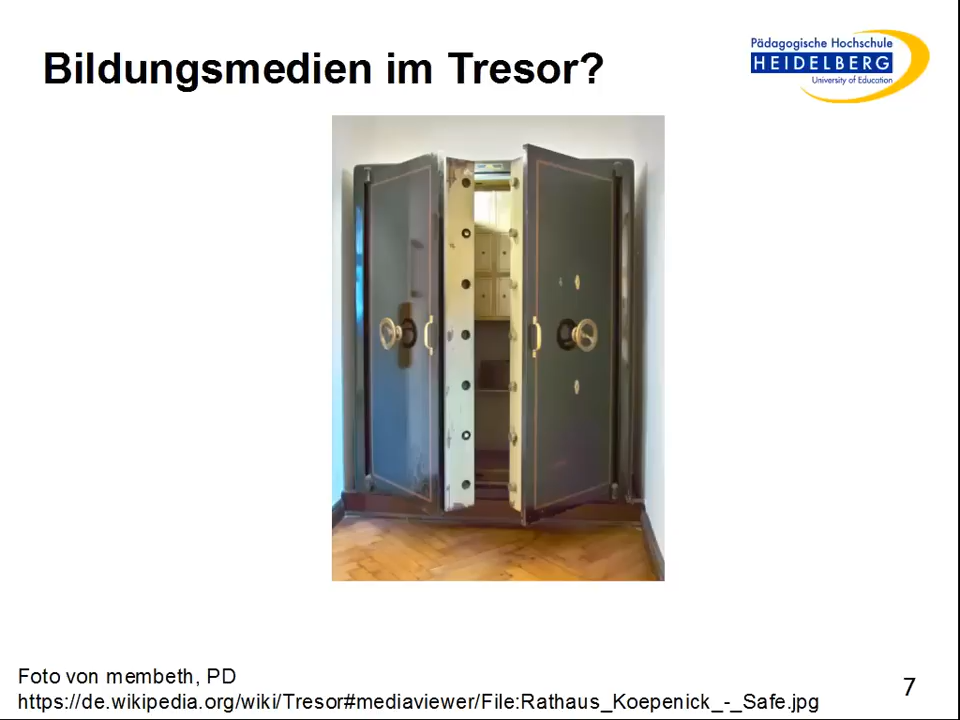 Bildungsmedien im Tresor?
Pädagogische Hochschule
HEIDELBERG
University of Education
Foto von membeth, PD
https://de.wikipedia.org/wiki/Tresor#mediaviewer/File:Rathaus_Koepenick_-_Safe.jpg
7